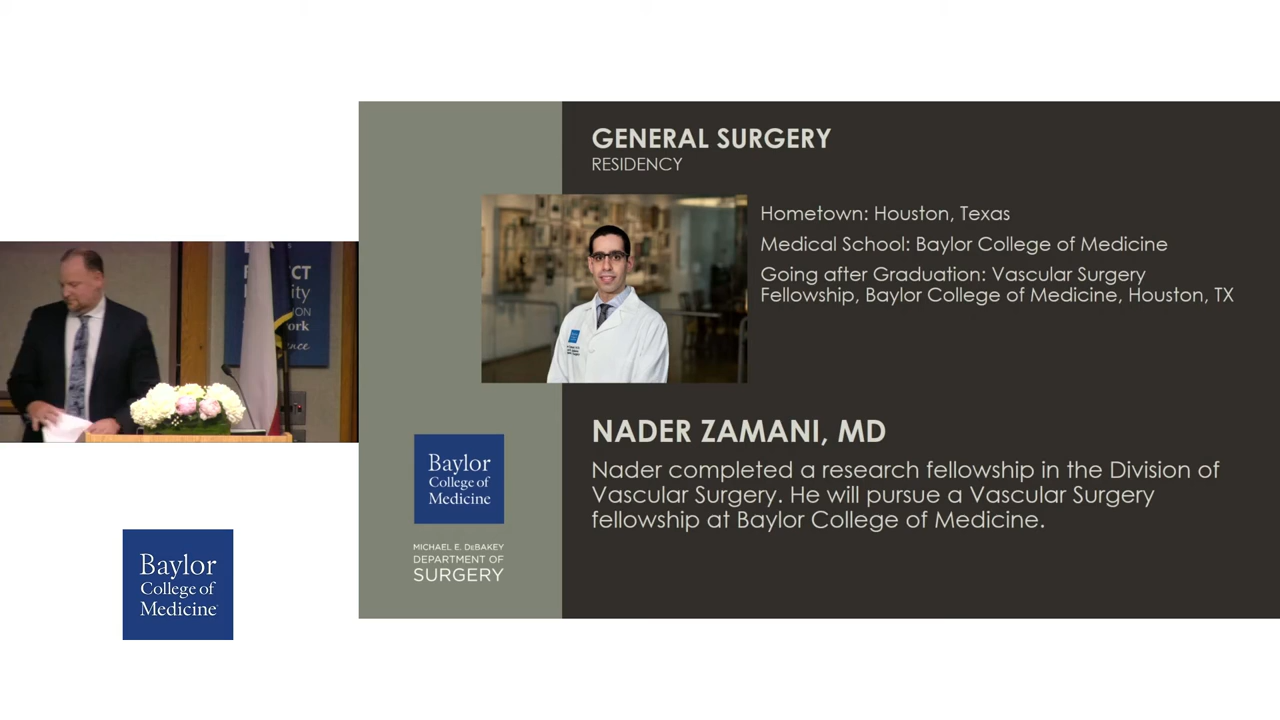 GENERAL SURGERY
RESIDENCY
Hometown: Houston, Texas
Medical School: Baylor College of Medicine
Going after Graduation: Vascular Surgery
Fellowship, Baylor College of Medicine, Houston, TX
NADER ZAMANI, MD
Nader completed a research fellowship in the Division of
Vascular Surgery. He will pursue a Vascular Surgery
fellowship at Baylor College of Medicine.
Baylor
College of
Medicine
MICHAEL E. DEBAKEY
DEPARTMENT OF
SURGERY
Baylor
College of
Medicine